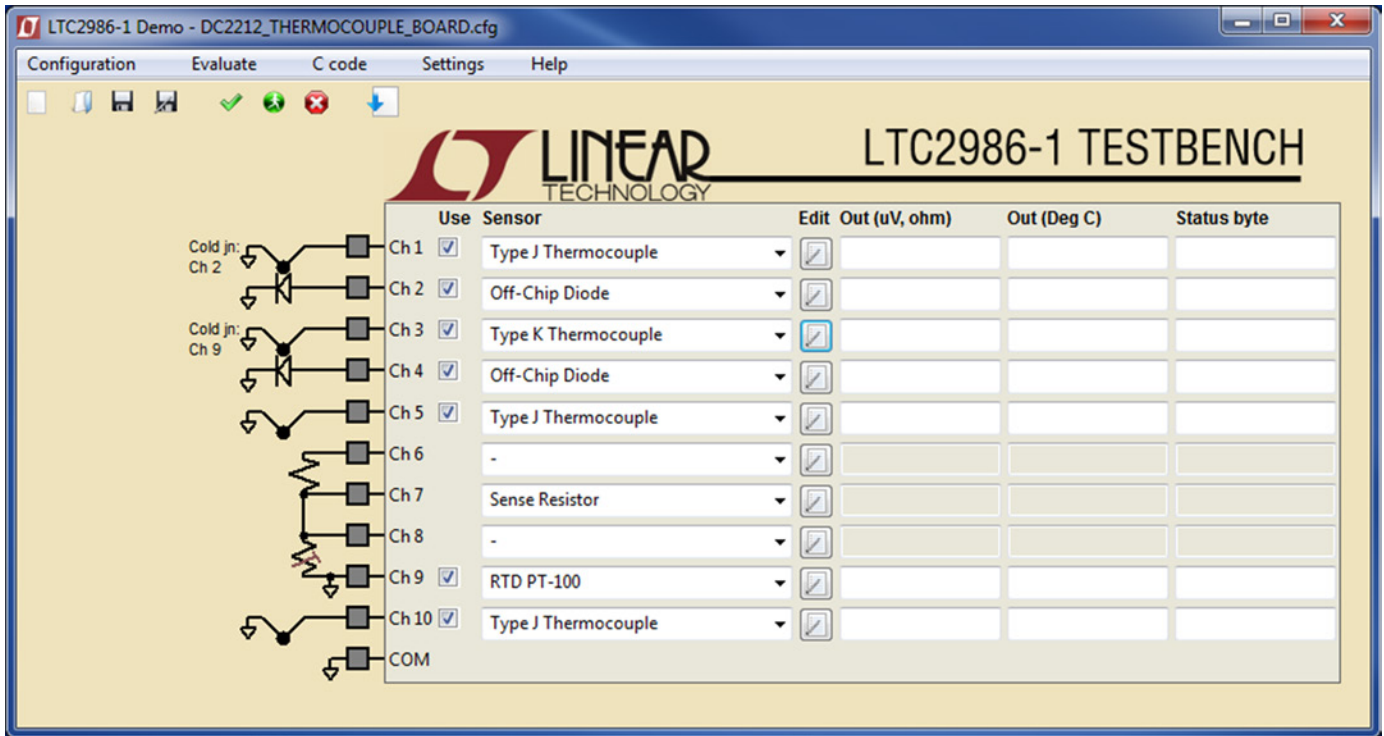 LTC2986-1 Demo - DC2212_THERMOCOUPLE_BOARD.cfg
Configuration Evaluate C code Settings Help
LINEAR TECHNOLOGY
LTC2986-1 TESTBENCH
Use Sensor Edit Out (uV, ohm) Out (Deg C) Status byte
Cold jn: Ch 2
Ch 1 Type J Thermocouple
Ch 2 Off-Chip Diode
Cold jn: Ch 9
Ch 3 Type K Thermocouple
Ch 4 Off-Chip Diode
Ch 5 Type J Thermocouple
Ch 6 -
Ch 7 Sense Resistor
Ch 8 -
Ch 9 RTD PT-100
Ch 10 Type J Thermocouple
COM